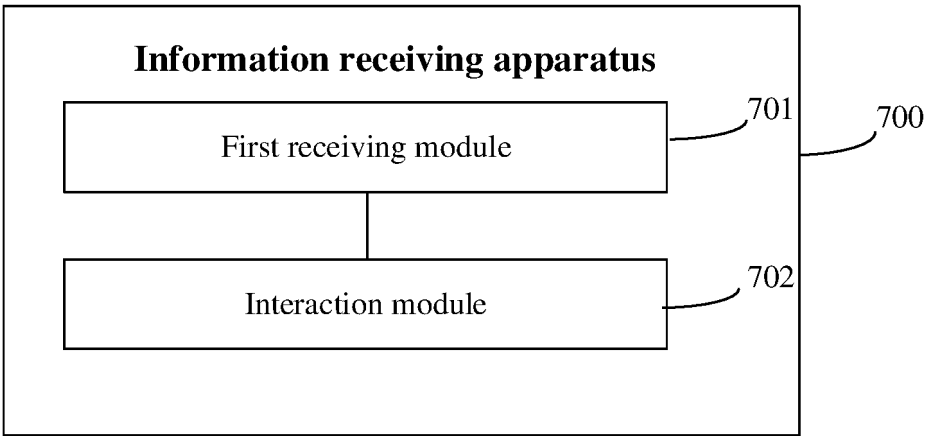 Information receiving apparatus
First receiving module
701
700
Interaction module
702